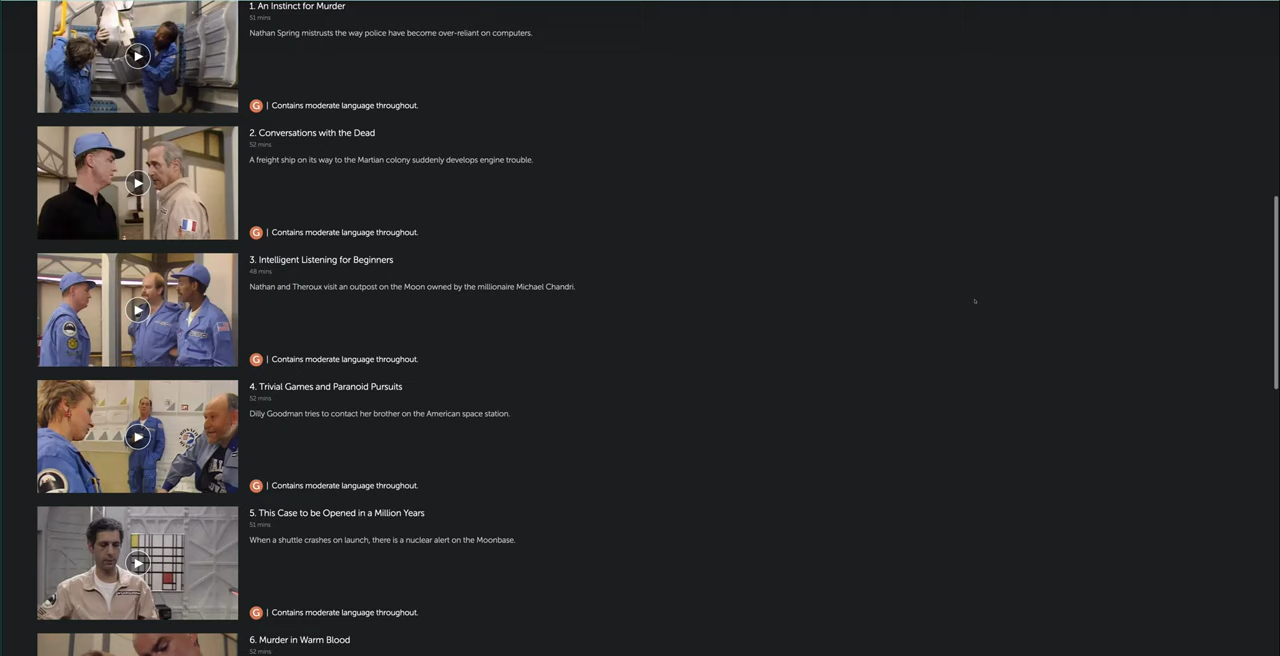 1. An Instinct for Murder
51 mins
Nathan Spring mistrusts the way police have become over-reliant on computers.
G | Contains moderate language throughout.
2. Conversations with the Dead
52 mins
A freight ship on its way to the Martian colony suddenly develops engine trouble.
G | Contains moderate language throughout.
3. Intelligent Listening for Beginners
48 mins
Nathan and Theroux visit an outpost on the Moon owned by the millionaire Michael Chandri.
G | Contains moderate language throughout.
4. Trivial Games and Paranoid Pursuits
52 mins
Dilly Goodman tries to contact her brother on the American space station.
G | Contains moderate language throughout.
5. This Case to be Opened in a Million Years
51 mins
When a shuttle crashes on launch, there is a nuclear alert on the Moonbase.
G | Contains moderate language throughout.
6. Murder in Warm Blood
52 mins